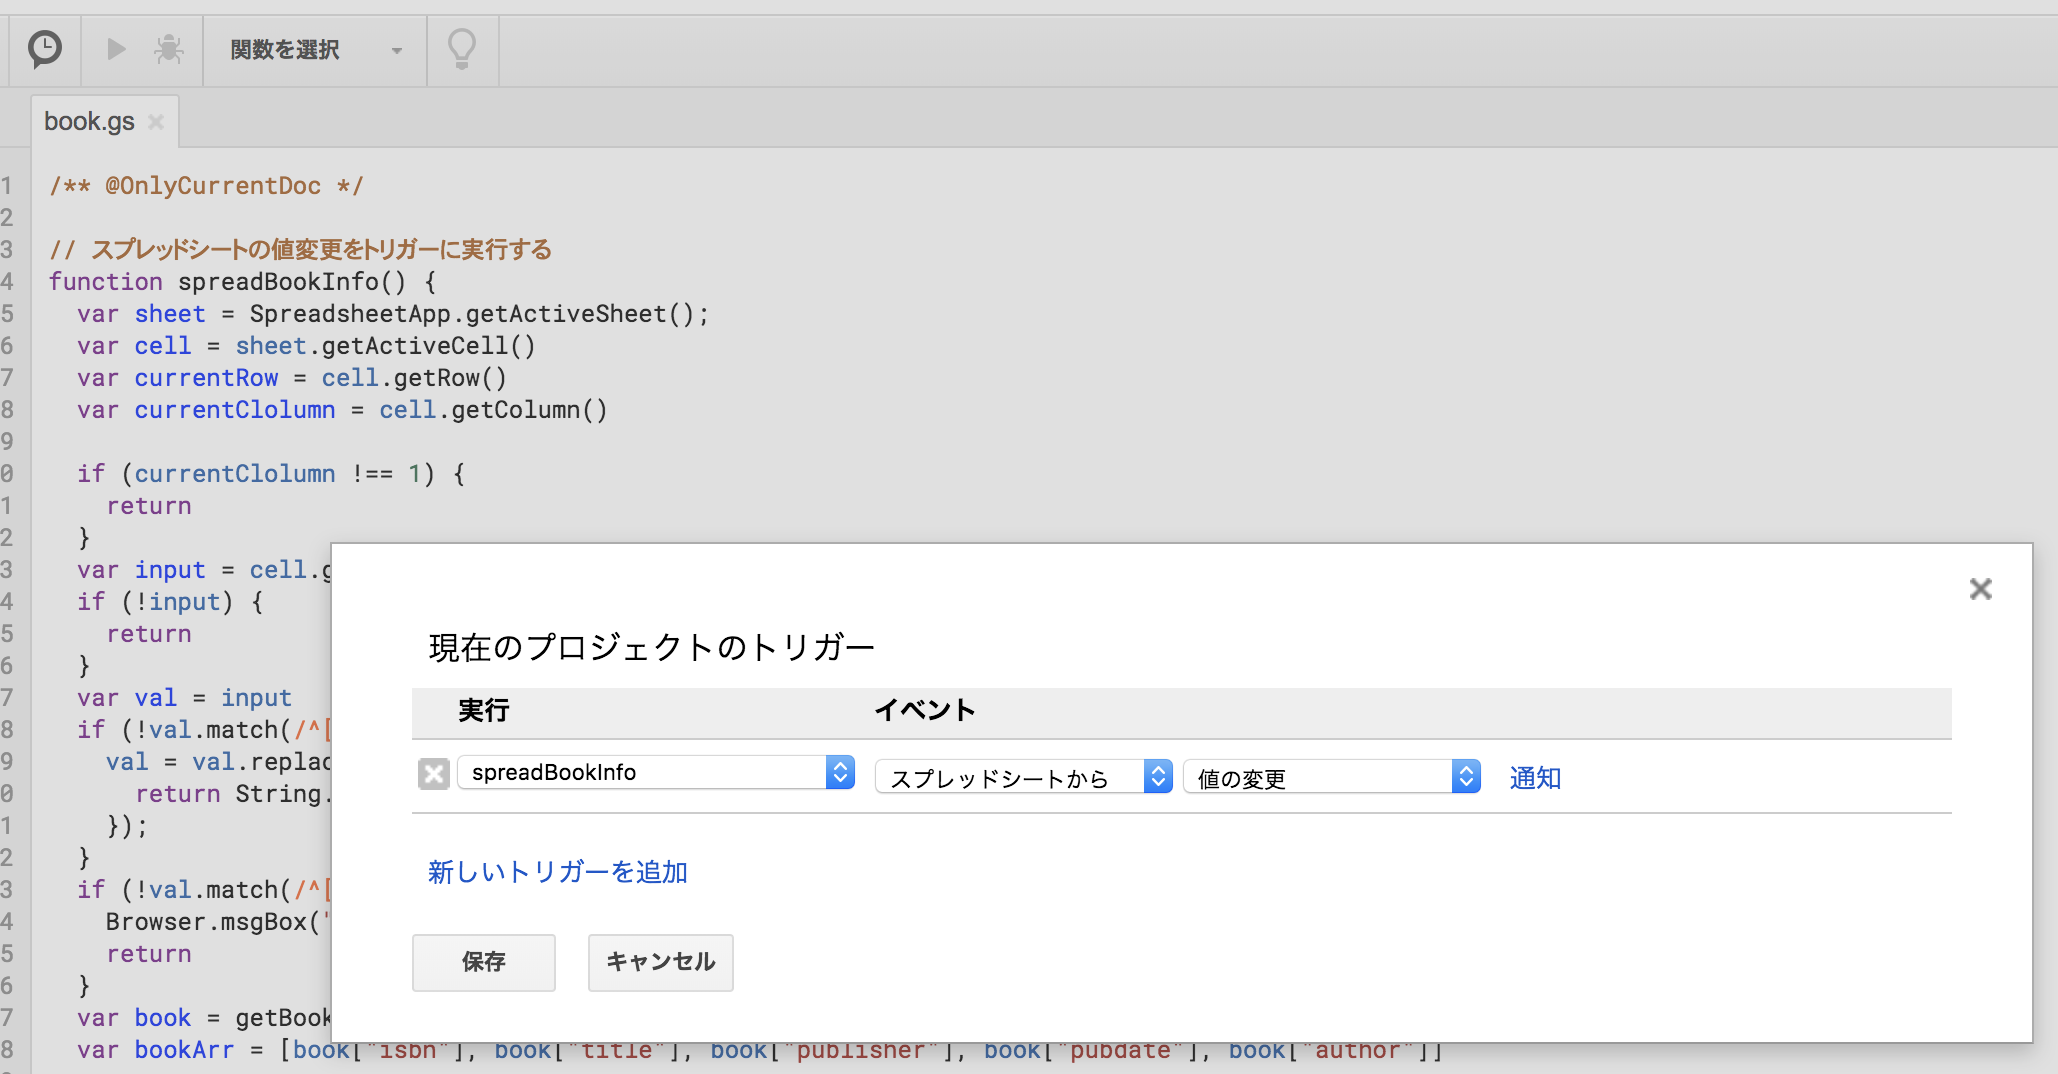 関数を選択
book.gs
1 /** @OnlyCurrentDoc */
2
3 // スプレッドシートの値変更をトリガーに実行する
4 function spreadBookInfo() {
5 var sheet = SpreadsheetApp.getActiveSheet();
6 var cell = sheet.getActiveCell()
7 var currentRow = cell.getRow()
8 var currentClolumn = cell.getColumn()
9
0 if (currentClolumn !== 1) {
1 return
2 }
3 var input = cell.g
4 if (!input) {
5 return
6 }
7 var val = input
8 if (!val.match(/^[
9 val = val.replac
0 return String.
1 });
2 }
3 if (!val.match(/^[
4 Browser.msgBox("
5 return
6 }
7 var book = getBook
8 var bookArr = [book["isbn"], book["title"], book["publisher"], book["pubdate"], book["author"]]
現在のプロジェクトのトリガー
実行 イベント
spreadBookInfo スプレッドシートから 値の変更 通知
新しいトリガーを追加
保存 キャンセル